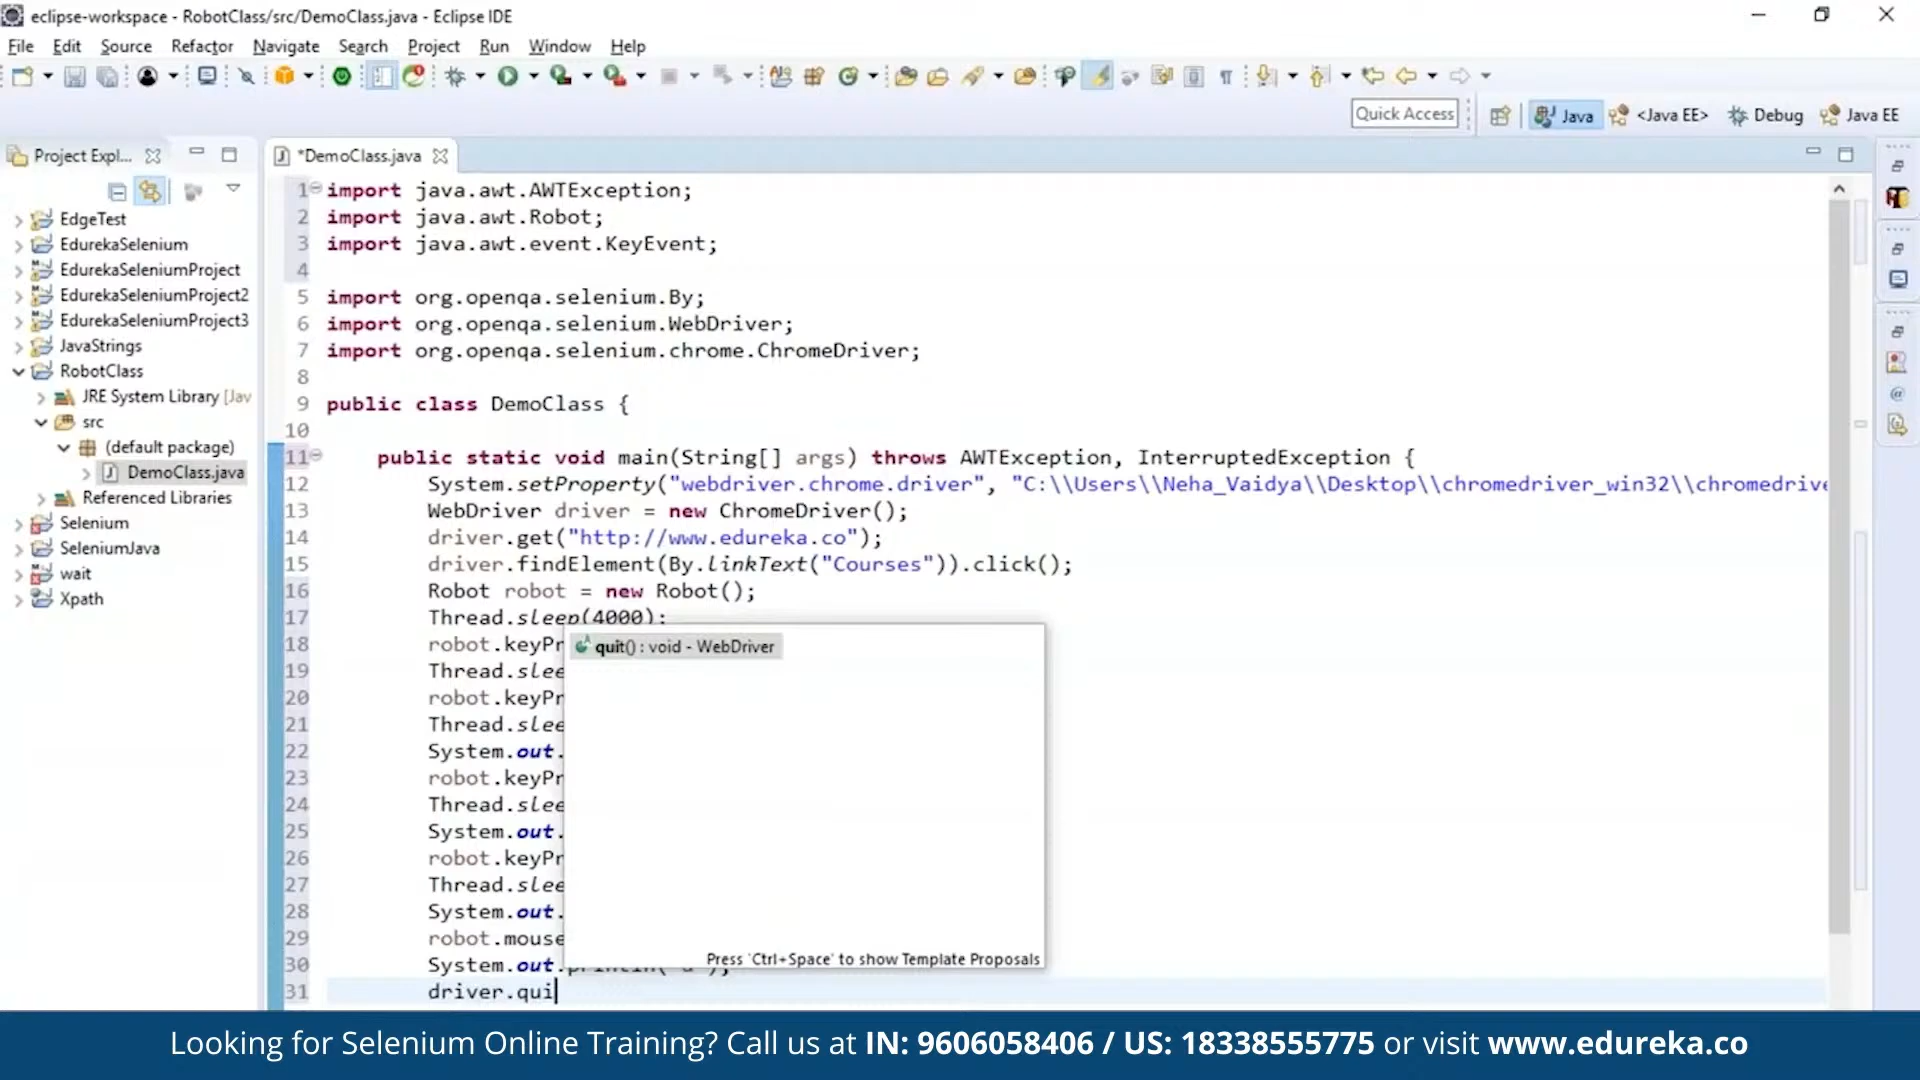 eclipse-workspace - RobotClass/src/DemoClass.java - Eclipse IDE
File Edit Source Refactor Navigate Search Project Run Window Help
Quick Access
Java <Java EE> Debug Java EE
Project Expl...
*DemoClass.java
EdgeTest
EdurekaSelenium
EdurekaSeleniumProject
EdurekaSeleniumProject2
EdurekaSeleniumProject3
JavaStrings
RobotClass
JRE System Library [Jav
src
(default package)
DemoClass.java
Referenced Libraries
Selenium
SeleniumJava
wait
Xpath
1 import java.awt.AWTException;
2 import java.awt.Robot;
3 import java.awt.event.KeyEvent;
4
5 import org.openqa.selenium.By;
6 import org.openqa.selenium.WebDriver;
7 import org.openqa.selenium.chrome.ChromeDriver;
8
9 public class DemoClass {
10
11 public static void main(String[] args) throws AWTException, InterruptedException {
12 System.setProperty("webdriver.chrome.driver", "C:\\Users\\Neha_Vaidya\\Desktop\\chromedriver_win32\\chromedrive
13 WebDriver driver = new ChromeDriver();
14 driver.get("http://www.edureka.co");
15 driver.findElement(By.linkText("Courses")).click();
16 Robot robot = new Robot();
17 Thread.sleep(4000);
18 robot.keyPr
19 Thread.slee
20 robot.keyPr
21 Thread.slee
22 System.out.
23 robot.keyPr
24 Thread.slee
25 System.out.
26 robot.keyPr
27 Thread.slee
28 System.out.
29 robot.mouse
30 System.out.println("
31 driver.qui
quit() : void - WebDriver
Press 'Ctrl+Space' to show Template Proposals
Looking for Selenium Online Training? Call us at IN: 9606058406 / US: 18338555775 or visit www.edureka.co